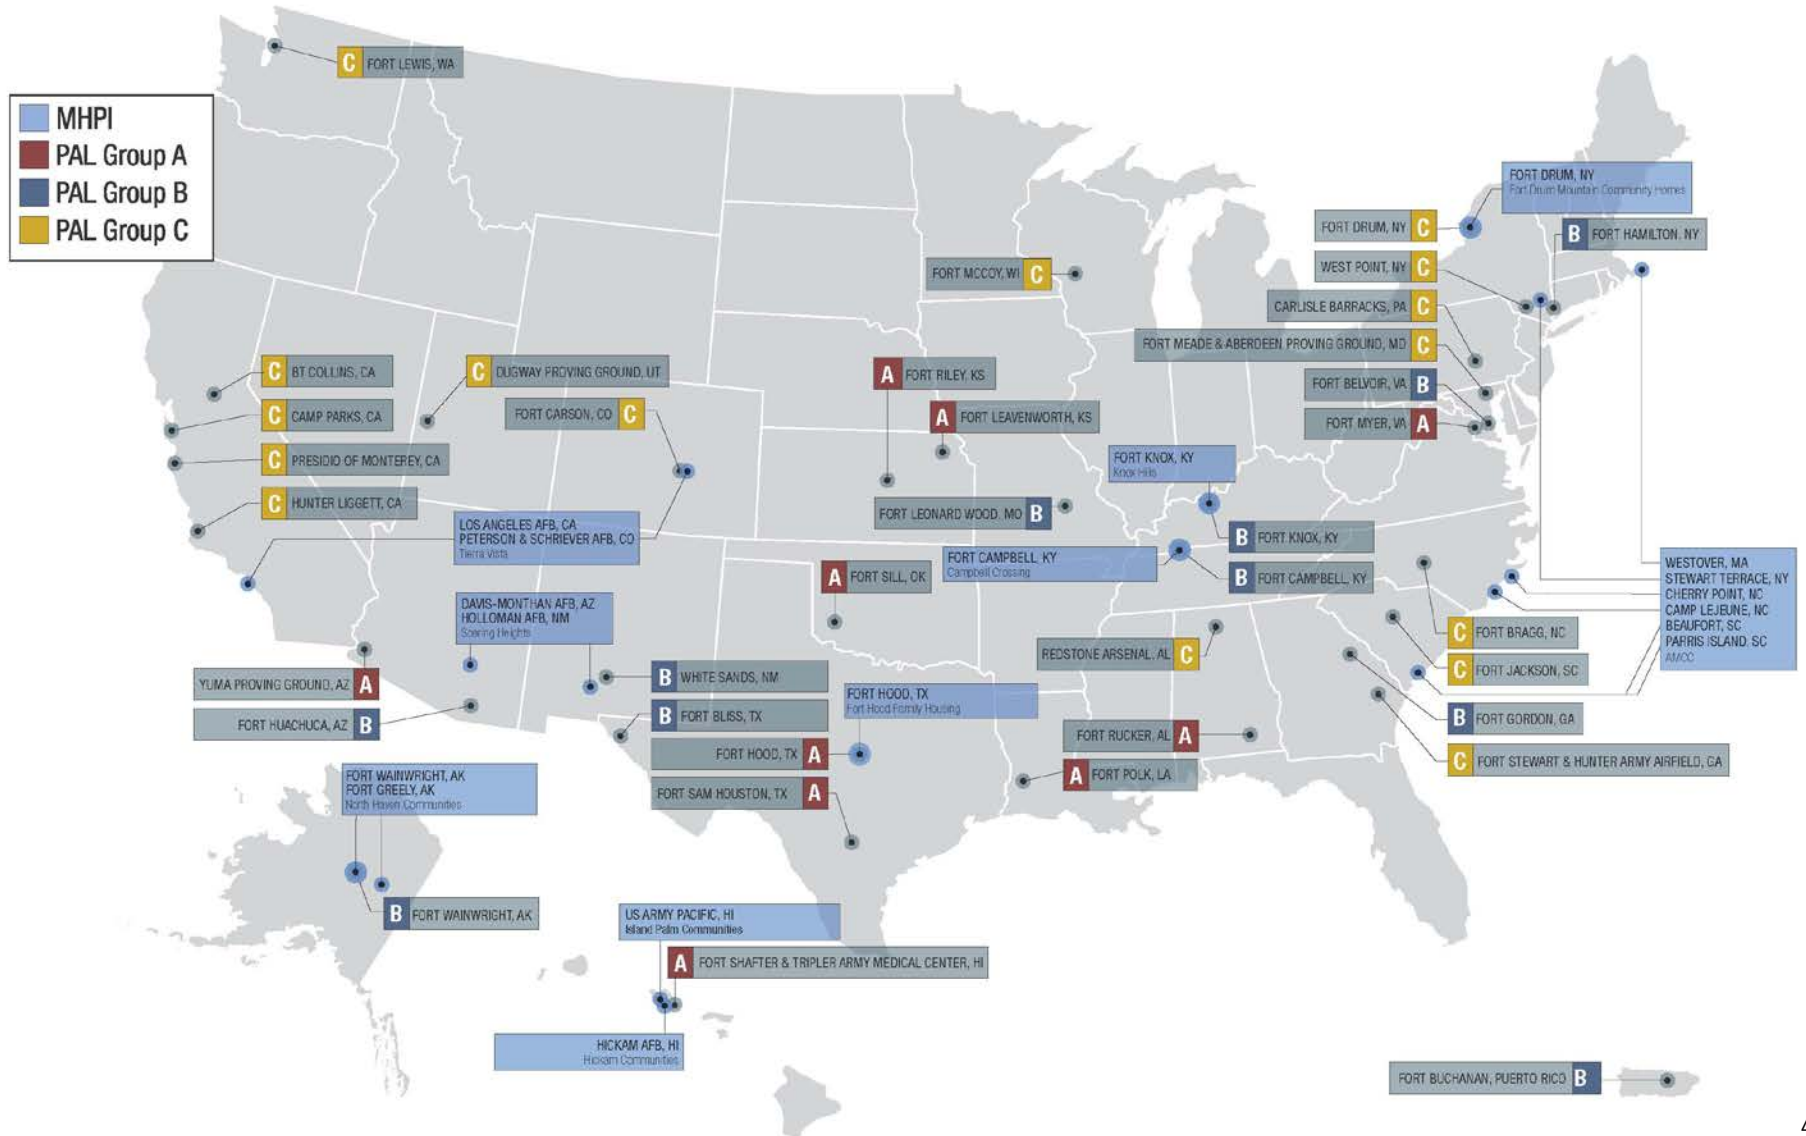 C FORT LEWIS, WA
MHPI
PAL Group A
PAL Group B
PAL Group C
FORT DRUM, NY
Fort Drum Mountain Community Homes
FORT DRUM, NY C
B FORT HAMILTON, NY
WEST POINT, NY C
FORT MCCOY, WI C
CARLISLE BARRACKS, PA C
FORT MEADE & ABERDEEN PROVING GROUND, MD C
C BT COLLINS, CA
C DUGWAY PROVING GROUND, UT
A FORT RILEY, KS
FORT BELVOIR, VA B
C CAMP PARKS, CA
FORT CARSON, CO C
A FORT LEAVENWORTH, KS
FORT MYER, VA A
C PRESIDIO OF MONTEREY, CA
FORT KNOX, KY
Knox Hills
C HUNTER LIGGETT, CA
FORT LEONARD WOOD, MO B
LOS ANGELES AFB, CA
PETERSON & SCHRIEVER AFB, CO
Tierra Vista
B FORT KNOX, KY
FORT CAMPBELL, KY
Campbell Crossing
A FORT SILL, OK
B FORT CAMPBELL, KY
WESTOVER, MA
STEWART TERRACE, NY
CHERRY POINT, NC
CAMP LEJEUNE, NC
BEAUFORT, SC
PARRIS ISLAND, SC
AMCC
DAVIS-MONTHAN AFB, AZ
HOLLOMAN AFB, NM
Soaring Heights
C FORT BRAGG, NC
REDSTONE ARSENAL, AL C
C FORT JACKSON, SC
YUMA PROVING GROUND, AZ A
B WHITE SANDS, NM
FORT HOOD, TX
Fort Hood Family Housing
FORT HUACHUCA, AZ B
B FORT BLISS, TX
B FORT GORDON, GA
FORT RUCKER, AL A
FORT HOOD, TX A
C FORT STEWART & HUNTER ARMY AIRFIELD, GA
A FORT POLK, LA
FORT WAINWRIGHT, AK
FORT GREELY, AK
North Haven Communities
FORT SAM HOUSTON, TX A
B FORT WAINWRIGHT, AK
US ARMY PACIFIC, HI
Island Palm Communities
A FORT SHAFTER & TRIPLER ARMY MEDICAL CENTER, HI
HICKAM AFB, HI
Hickam Communities
FORT BUCHANAN, PUERTO RICO B